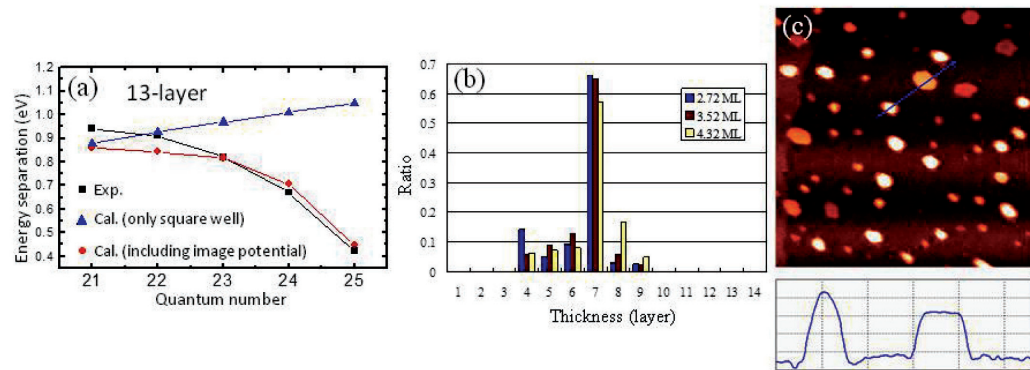 (a)
13-layer
Energy separation (eV)
1.2
1.1
1.0
0.9
0.8
0.7
0.6
0.5
0.4
Exp.
Cal. (only square well)
Cal. (including image potential)
21 22 23 24 25
Quantum number
(b)
Ratio
0.7
0.6
0.5
0.4
0.3
0.2
0.1
0
2.72 ML
3.52 ML
4.32 ML
1 2 3 4 5 6 7 8 9 10 11 12 13 14
Thickness (layer)
(c)